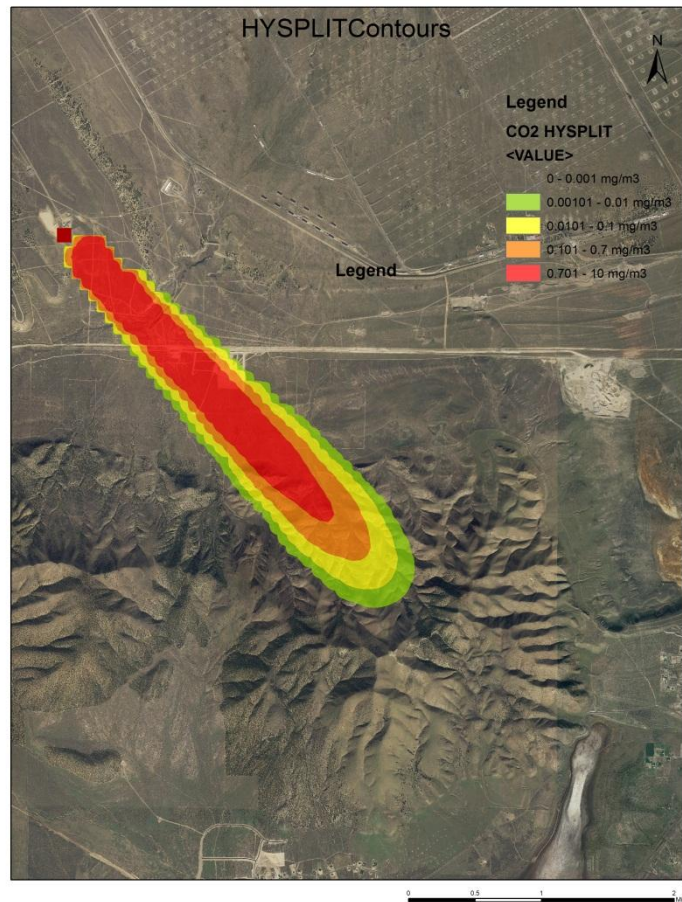 HYSPLITContours
N
Legend
CO2 HYSPLIT
<VALUE>
0 - 0.001 mg/m3
0.00101 - 0.01 mg/m3
0.0101 - 0.1 mg/m3
0.101 - 0.7 mg/m3
0.701 - 10 mg/m3
Legend
0 0.5 1 2